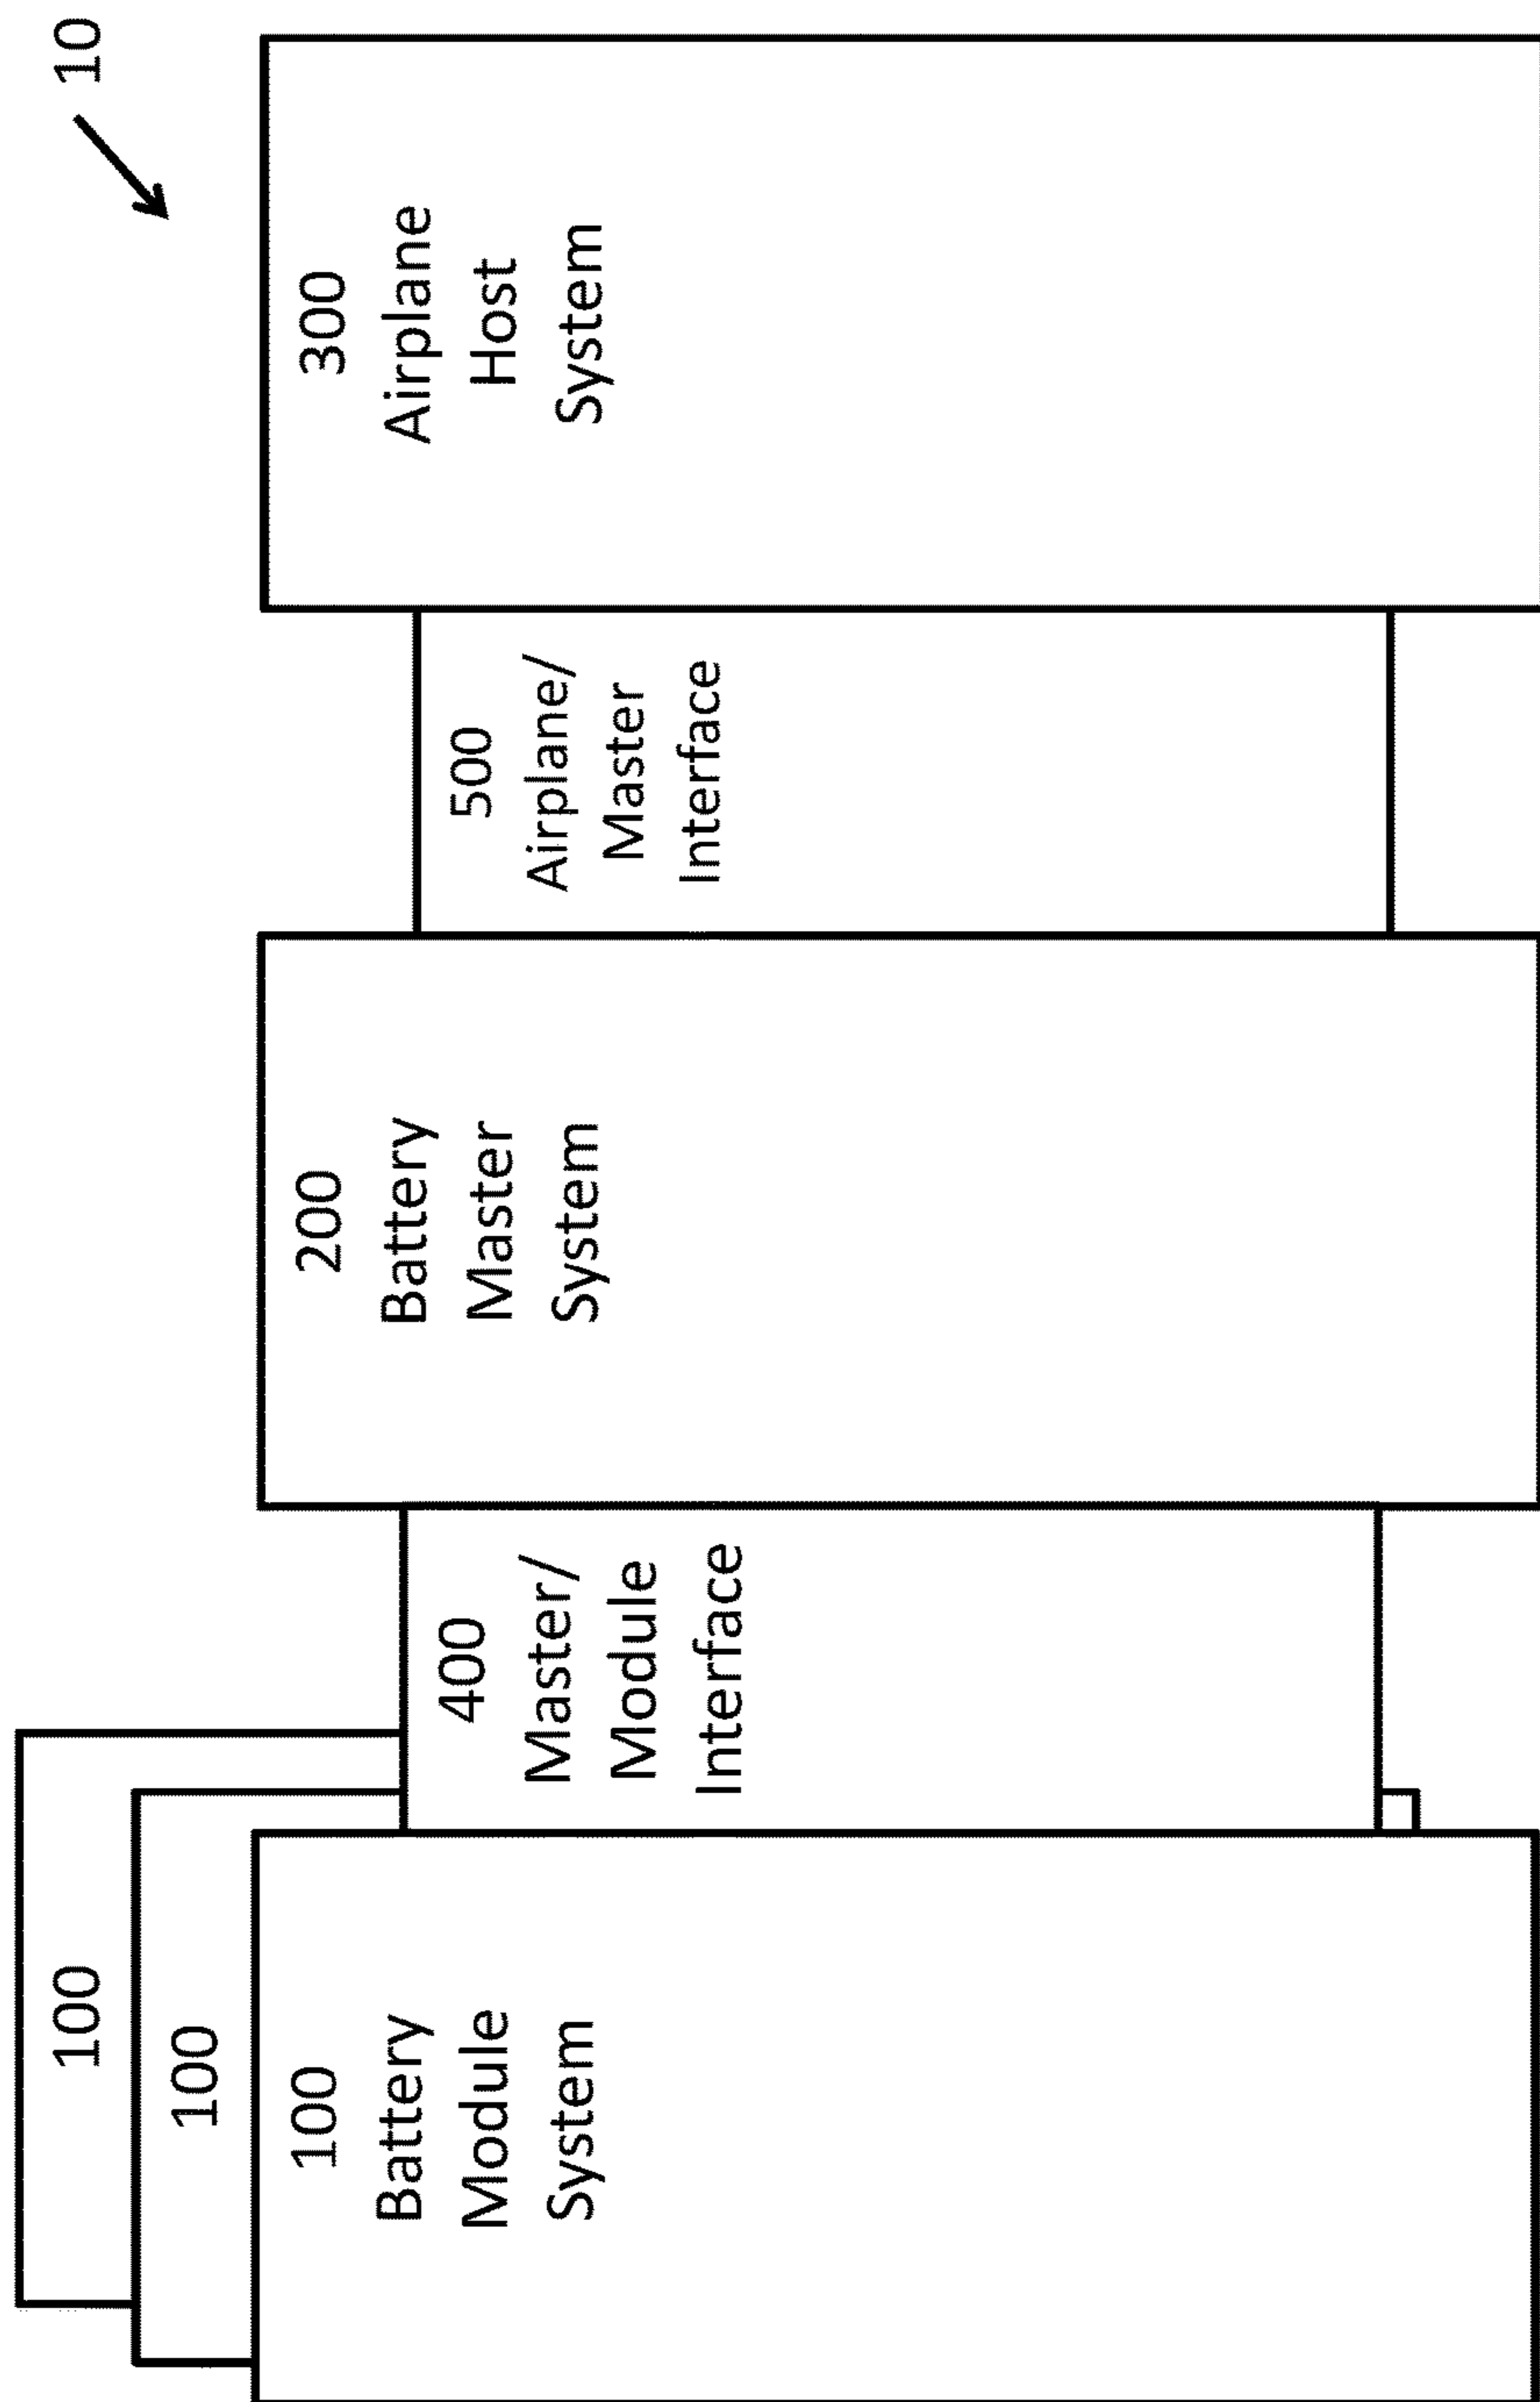 10
100
100
100
Battery
Module
System
400
Master/
Module
Interface
200
Battery
Master
System
500
Airplane/
Master
Interface
300
Airplane
Host
System